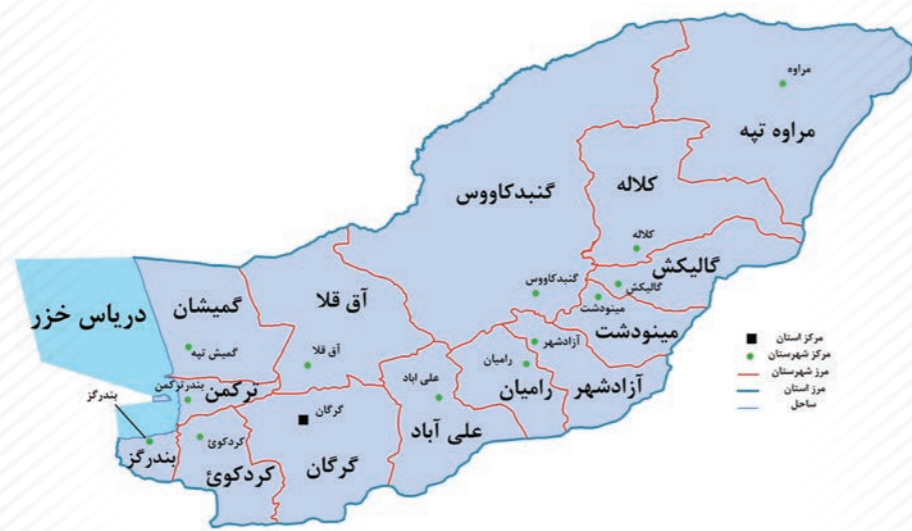 مراوه
مراوه تپه
کلاله
گنبدکاووس
کلاله
گالیکش
گالیکش
گنبدکاووس
مینودشت
مینودشت
دریاس خزر
گمیشان
آق قلا
گمیش تپه
آق قلا
آزادشهر
رامیان
رامیان
آزادشهر
ترکمن
بندرترکمن
بندرگز
علی اباد
علی آباد
گرگان
گرگان
کردکوئ
کردکوئ
بندرگز
مرکز استان
مرکز شهرستان
مرز شهرستان
مرز استان
ساحل